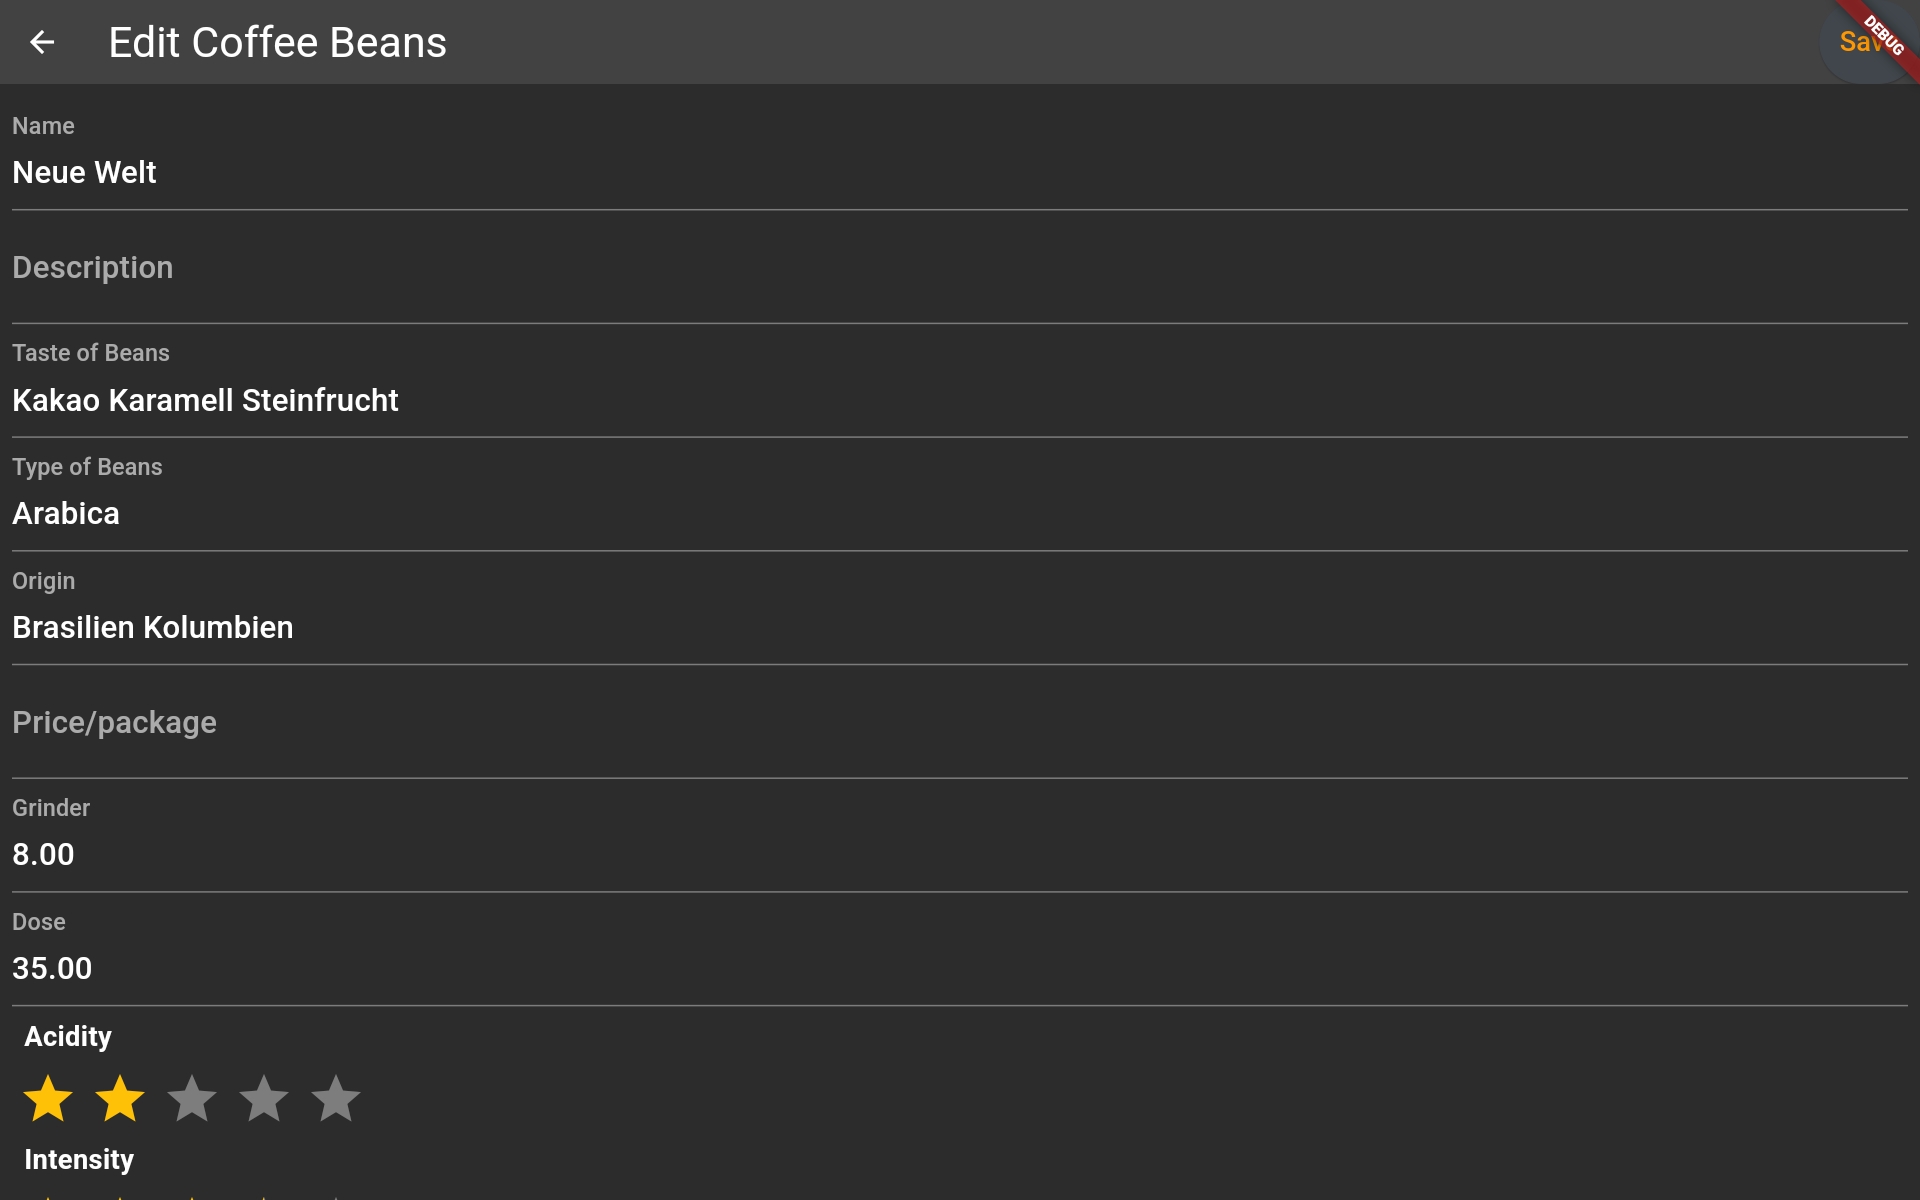 Edit Coffee Beans
DEBUG
Name
Neue Welt
Description
Taste of Beans
Kakao Karamell Steinfrucht
Type of Beans
Arabica
Origin
Brasilien Kolumbien
Price/package
Grinder
8.00
Dose
35.00
Acidity
Intensity